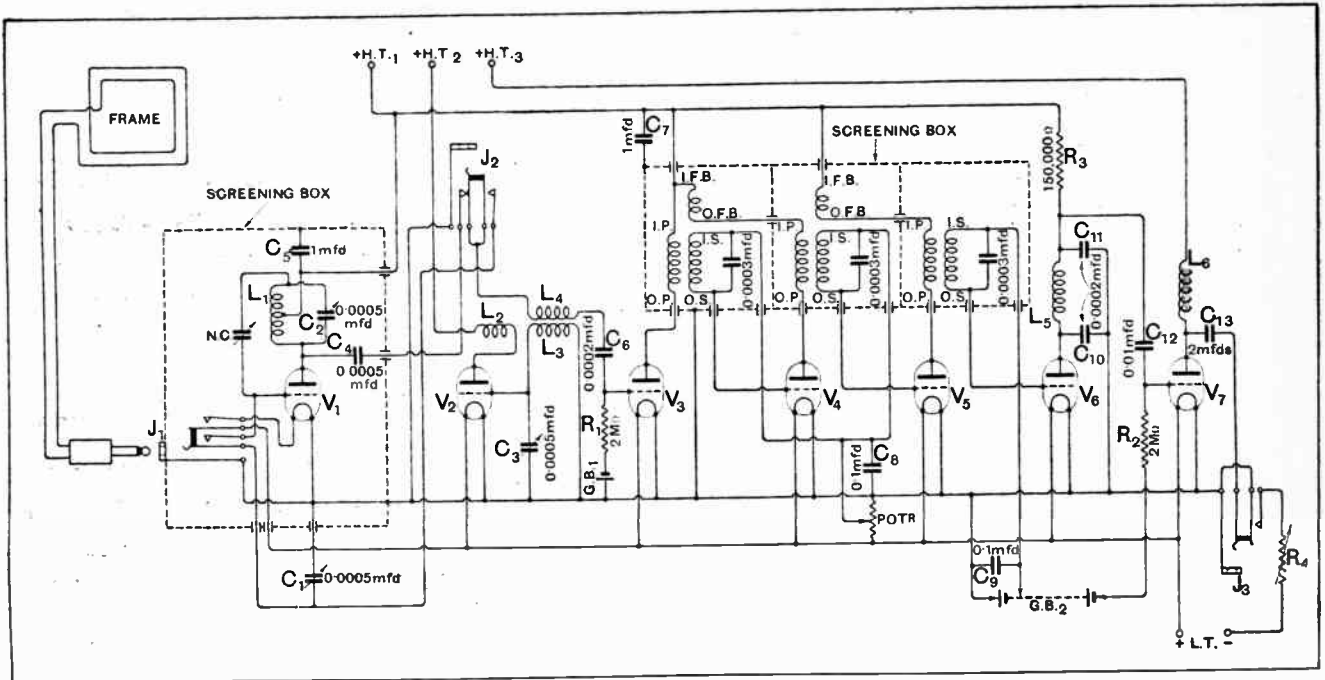 +H.T.1 +H.T.2 +H.T.3
FRAME
SCREENING BOX
C5 1mfd
L1
C2 0·0005 mfd
N.C
C4 0·0005 mfd
V1
J1
C1 0·0005mfd
J2
L2
L4
L3
V2
C3 0·0005mfd
C6 0·0002mfd
R1 2MΩ
G.B.1
V3
C7 1mfd
SCREENING BOX
I.F.B.
O.F.B.
I.P.
I.S.
0·0003mfd
O.P.
O.S.
V4
I.F.B.
O.F.B
I.P.
I.S.
0·0003mfd
O.P.
O.S.
V5
I.P.
I.S.
0·0003mfd
O.P.
O.S.
C8 0·1mfd
POTR
R3 150,000Ω
L5
C11
0·0002mfd
C10
V6
C12 0·01mfd
R2 2MΩ
C9 0·1mfd
G.B.2
L6
C13 2mfds
V7
J3
R4
+ L.T. -